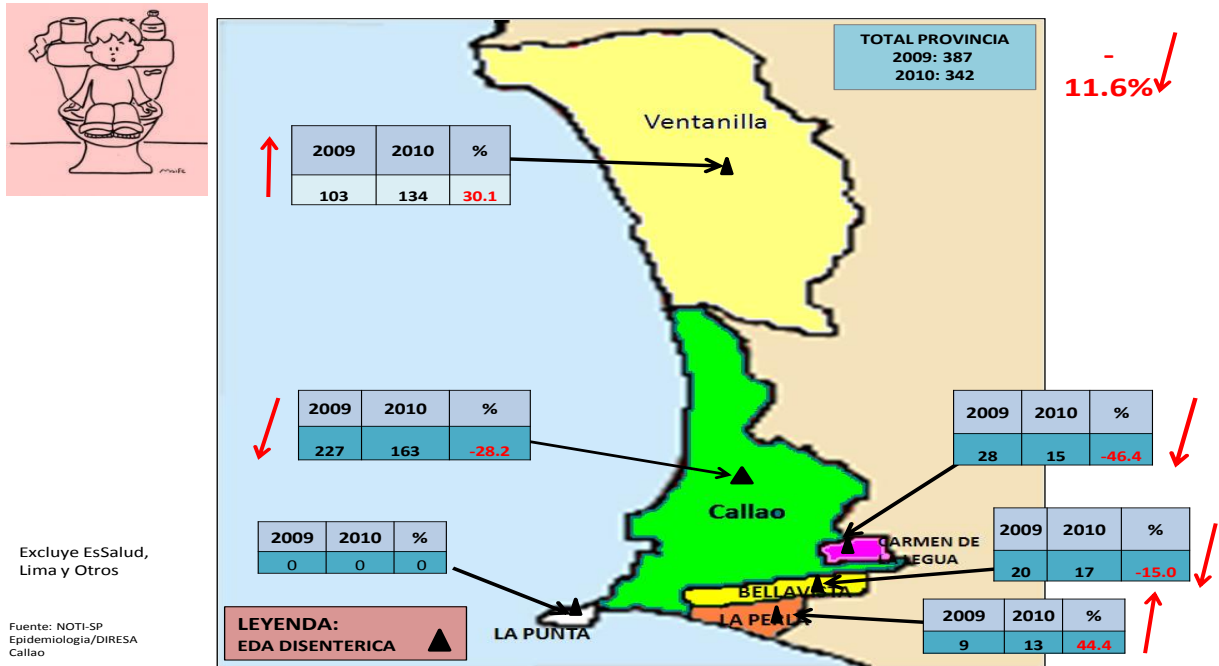 TOTAL PROVINCIA
2009: 387
2010: 342
-
11.6%
Ventanilla
2009 2010 %
103 134 30.1
2009 2010 %
227 163 -28.2
2009 2010 %
28 15 -46.4
Callao
2009 2010 %
0 0 0
CARMEN DE
LEGUA
2009 2010 %
20 17 -15.0
BELLAVISTA
LA PERLA
2009 2010 %
9 13 44.4
LA PUNTA
LEYENDA:
EDA DISENTERICA
Excluye EsSalud,
Lima y Otros
Fuente: NOTI-SP
Epidemiologia/DIRESA
Callao